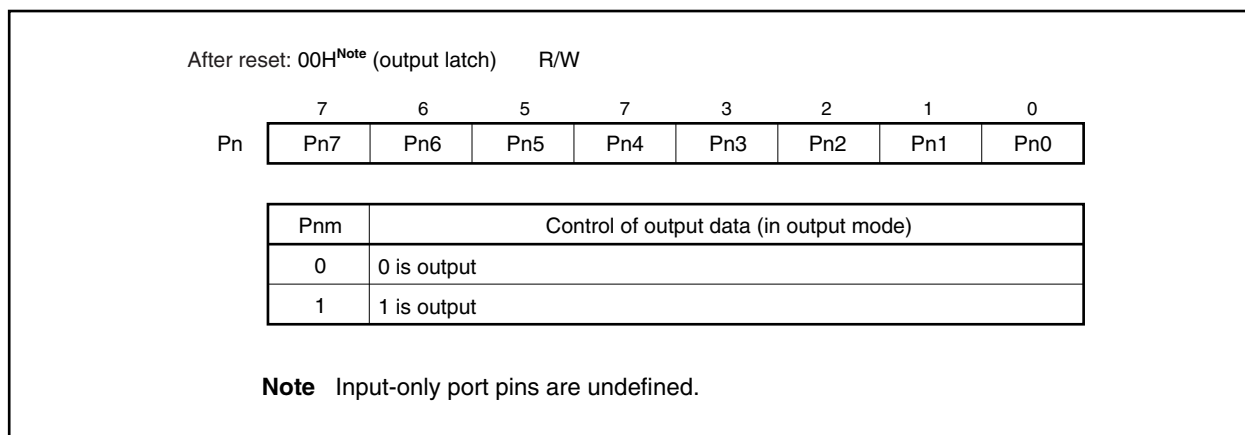 After reset: 00HNote (output latch) R/W
7 6 5 7 3 2 1 0
Pn Pn7 Pn6 Pn5 Pn4 Pn3 Pn2 Pn1 Pn0
Pnm Control of output data (in output mode)
0 0 is output
1 1 is output
Note Input-only port pins are undefined.